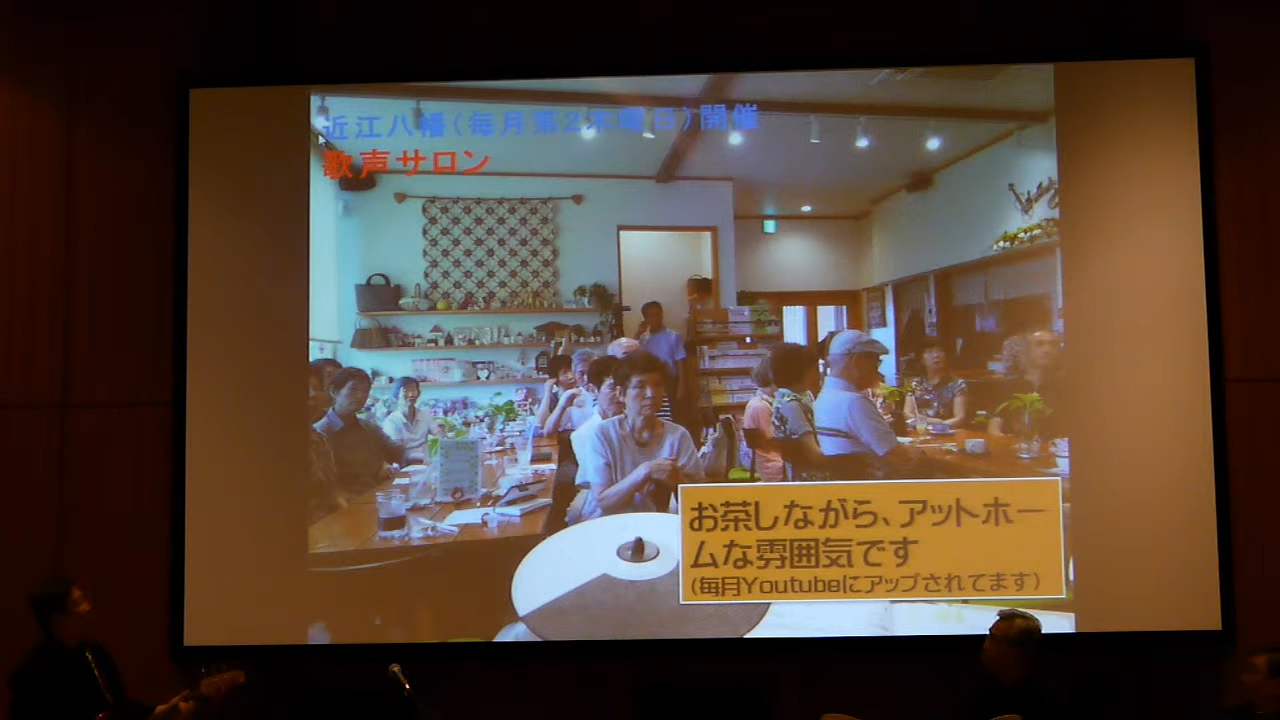 近江八幡(毎月第2木曜日)開催
歌声サロン
お茶しながら、アットホー
ムな雰囲気です
(毎月Youtubeにアップされてます)